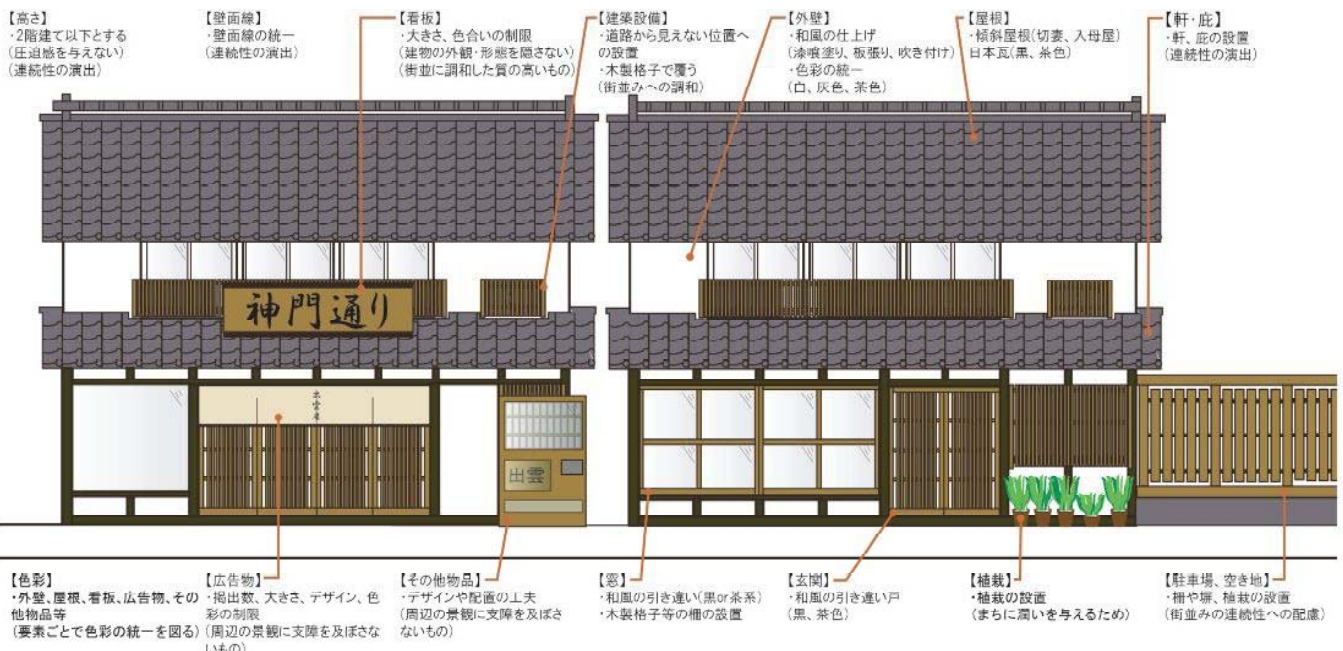 【高さ】
・2階建て以下とする
(圧迫感を与えない)
(連続性の演出)
【壁面線】
・壁面線の統一
(連続性の演出)
【看板】
・大きさ、色合いの制限
(建物の外観・形態を隠さない)
(街並に調和した質の高いもの)
【建築設備】
・道路から見えない位置へ
の設置
・木製格子で覆う
(街並みへの調和)
【外壁】
・和風の仕上げ
(漆喰塗り、板張り、吹き付け)
・色彩の統一
(白、灰色、茶色)
【屋根】
・傾斜屋根(切妻、入母屋)
日本瓦(黒、茶色)
【軒・庇】
・軒、庇の設置
(連続性の演出)
神門通り
出雲屋
出雲
【色彩】
・外壁、屋根、看板、広告物、その
他物品等
(要素ごとで色彩の統一を図る)
【広告物】
・掲出数、大きさ、デザイン、色
彩の制限
(周辺の景観に支障を及ぼさな
いもの)
【その他物品】
・デザインや配置の工夫
(周辺の景観に支障を及ぼさ
ないもの)
【窓】
・和風の引き違い(黒or茶系)
・木製格子等の柵の設置
【玄関】
・和風の引き違い戸
(黒、茶色)
【植栽】
・植栽の設置
(まちに潤いを与えるため)
【駐車場、空き地】
・柵や塀、植栽の設置
(街並みの連続性への配慮)